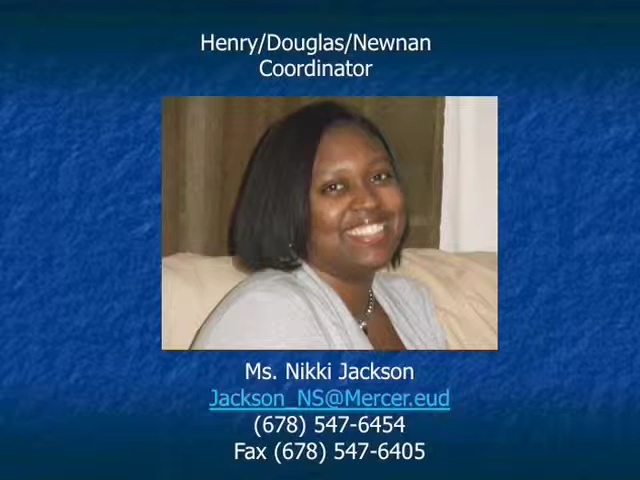 Henry/Douglas/Newnan
Coordinator
Ms. Nikki Jackson
Jackson_NS@Mercer.eud
(678) 547-6454
Fax (678) 547-6405